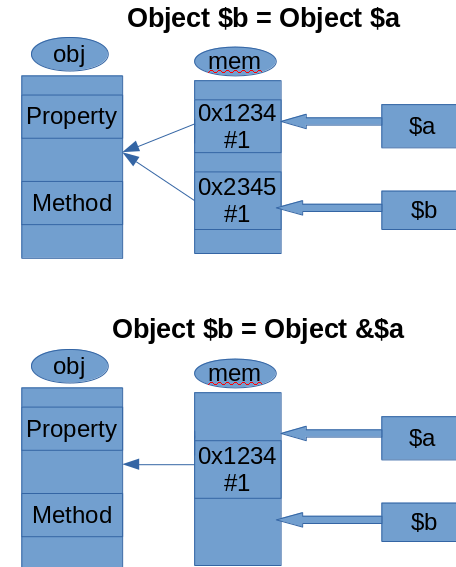 Object $b = Object $a
obj
mem
Property
0x1234
#1
$a
Method
0x2345
#1
$b
Object $b = Object &$a
obj
mem
Property
$a
0x1234
#1
Method
$b